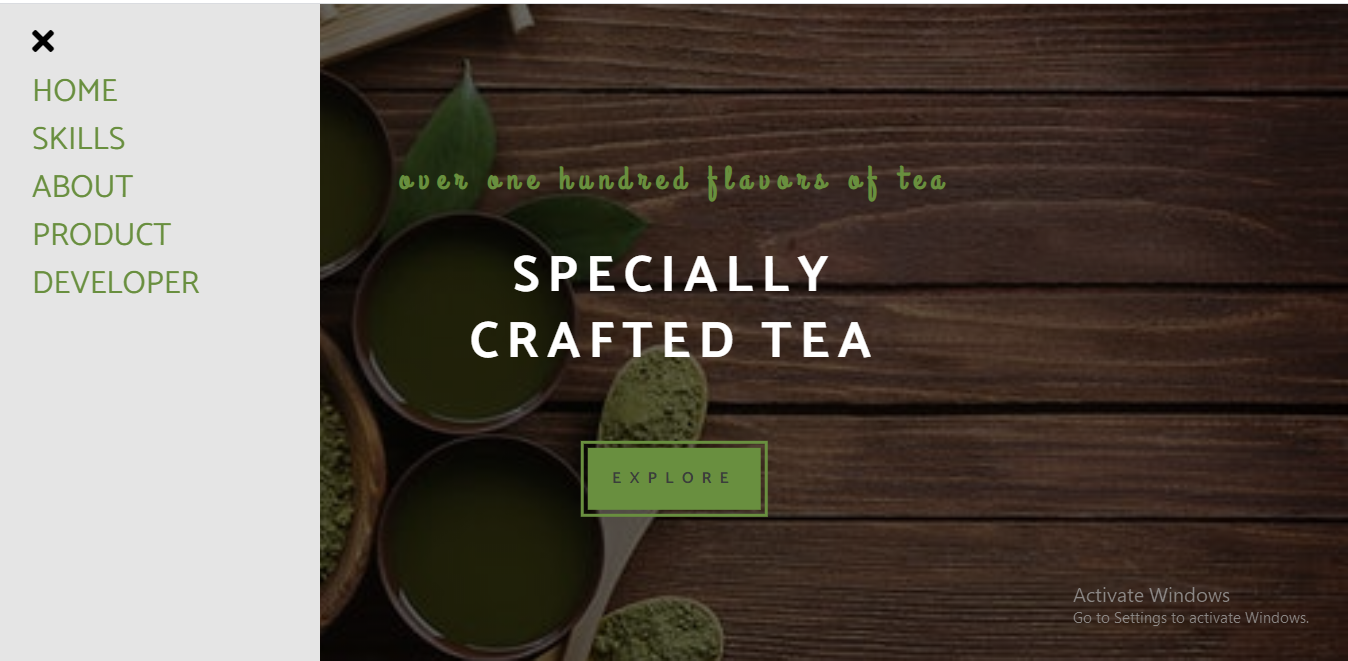 HOME
SKILLS
ABOUT
PRODUCT
DEVELOPER
over one hundred flavors of tea
SPECIALLY
CRAFTED TEA
EXPLORE
Activate Windows
Go to Settings to activate Windows.